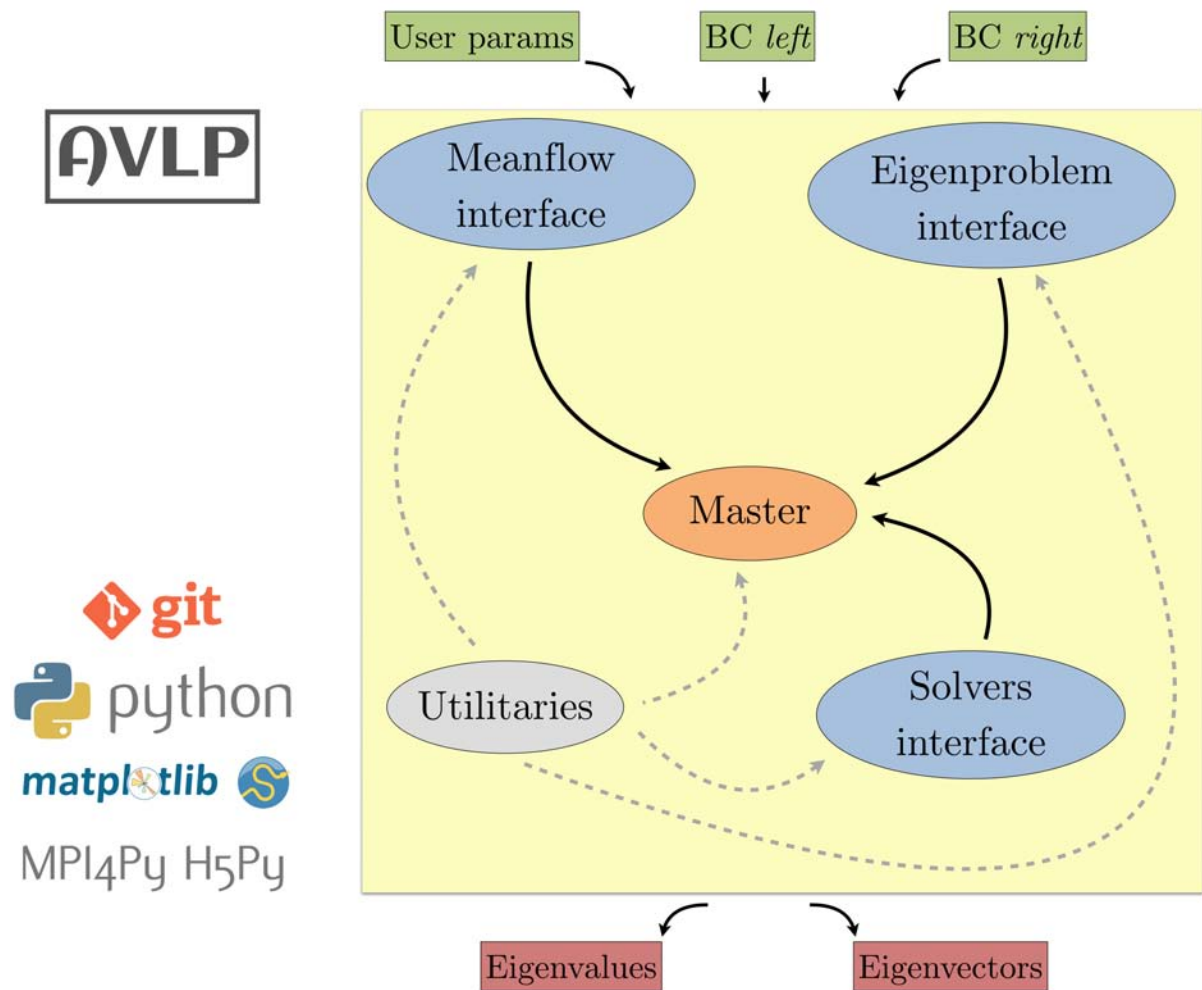 User params
BC left
BC right
AVLP
Meanflow
interface
Eigenproblem
interface
Master
git
python
matplotlib
MPI4Py H5Py
Utilitaries
Solvers
interface
Eigenvalues
Eigenvectors